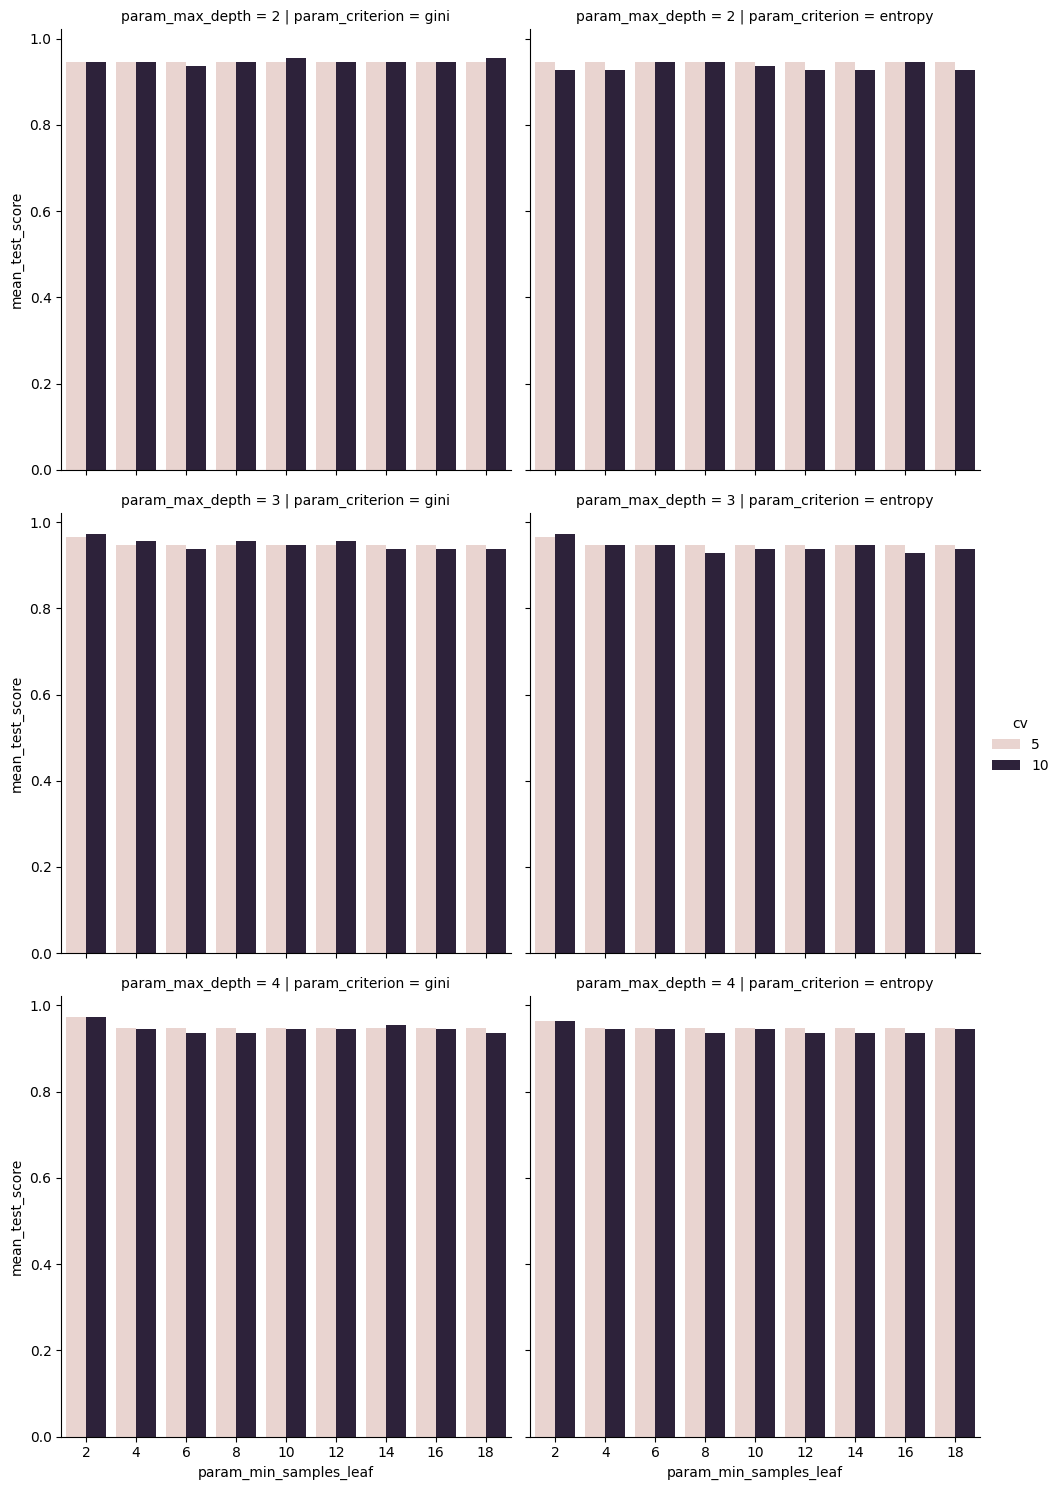 param_max_depth = 2 | param_criterion = gini
param_max_depth = 2 | param_criterion = entropy
1.0
0.8
0.6
0.4
0.2
0.0
mean_test_score
param_max_depth = 3 | param_criterion = gini
param_max_depth = 3 | param_criterion = entropy
1.0
0.8
0.6
0.4
0.2
0.0
mean_test_score
cv
5
10
param_max_depth = 4 | param_criterion = gini
param_max_depth = 4 | param_criterion = entropy
1.0
0.8
0.6
0.4
0.2
0.0
mean_test_score
2 4 6 8 10 12 14 16 18
param_min_samples_leaf
2 4 6 8 10 12 14 16 18
param_min_samples_leaf